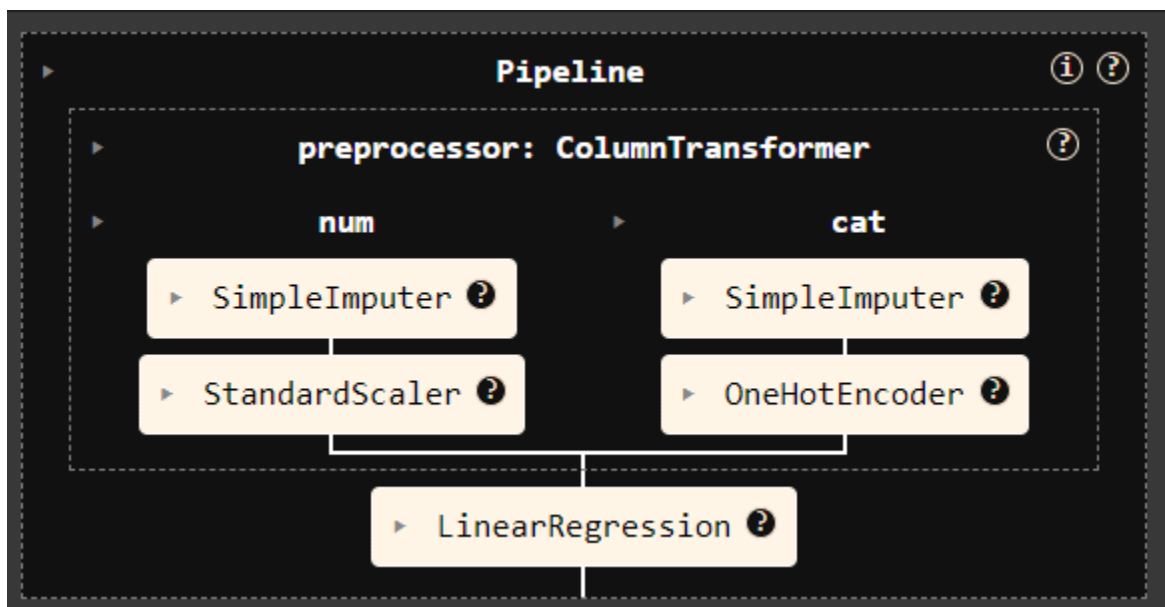 Pipeline i ?
preprocessor: ColumnTransformer ?
num cat
SimpleImputer ? SimpleImputer ?
StandardScaler ? OneHotEncoder ?
LinearRegression ?